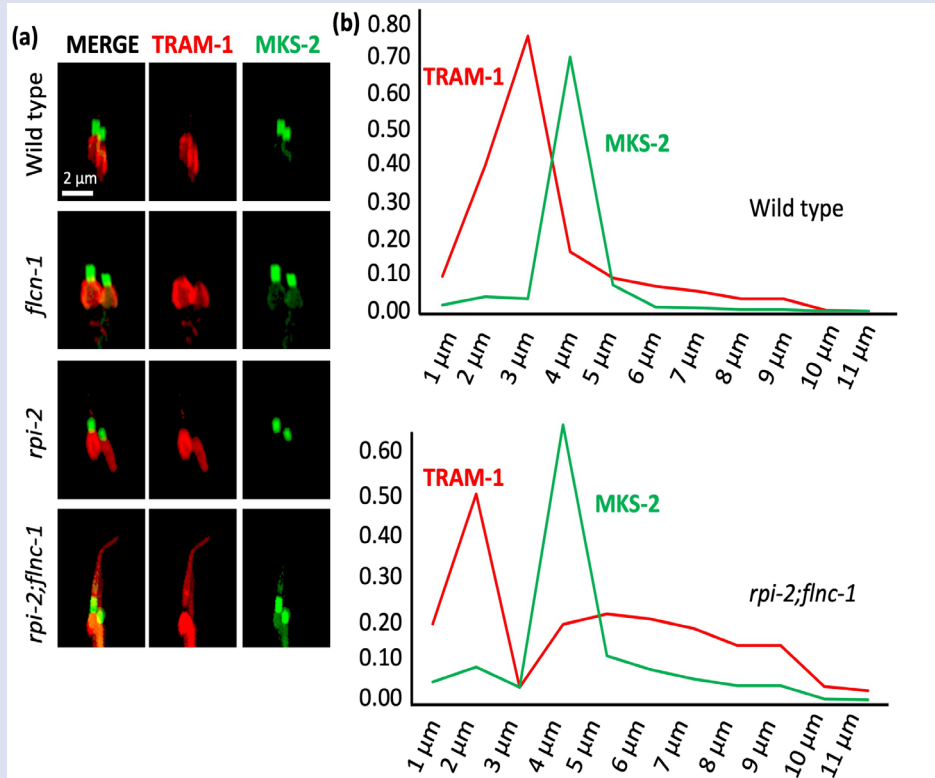 (a)
MERGE TRAM-1 MKS-2
Wild type
2 µm
flcn-1
rpi-2
rpi-2;flnc-1
(b)
0.80
0.70
0.60
0.50
0.40
0.30
0.20
0.10
0.00
TRAM-1
MKS-2
Wild type
1 µm 2 µm 3 µm 4 µm 5 µm 6 µm 7 µm 8 µm 9 µm 10 µm 11 µm
0.60
0.50
0.40
0.30
0.20
0.10
0.00
TRAM-1
MKS-2
rpi-2;flnc-1
1 µm 2 µm 3 µm 4 µm 5 µm 6 µm 7 µm 8 µm 9 µm 10 µm 11 µm